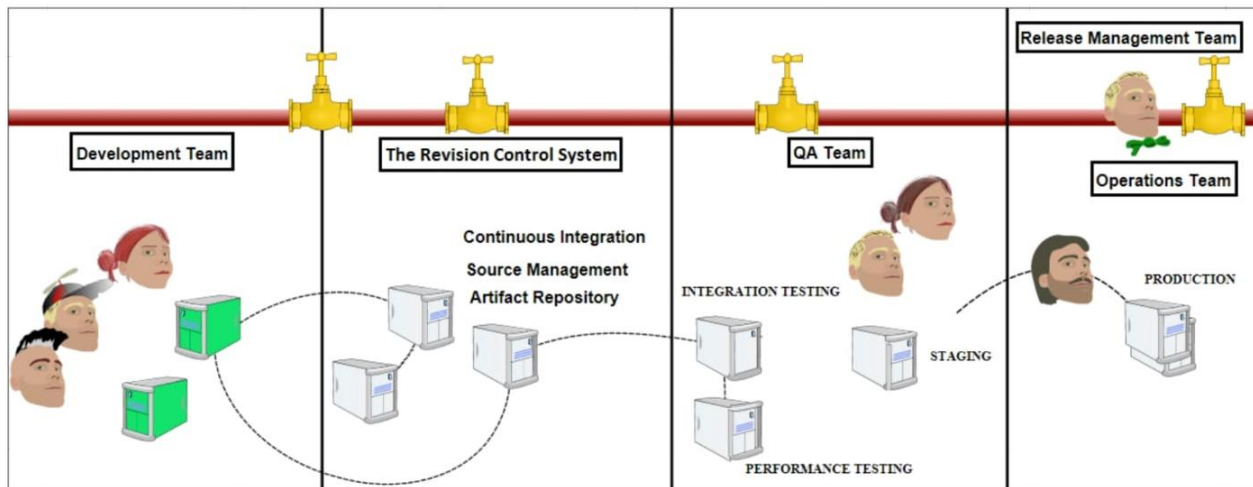 Release Management Team
Development Team
The Revision Control System
QA Team
Operations Team
Continuous Integration
Source Management
Artifact Repository
INTEGRATION TESTING
PRODUCTION
STAGING
PERFORMANCE TESTING